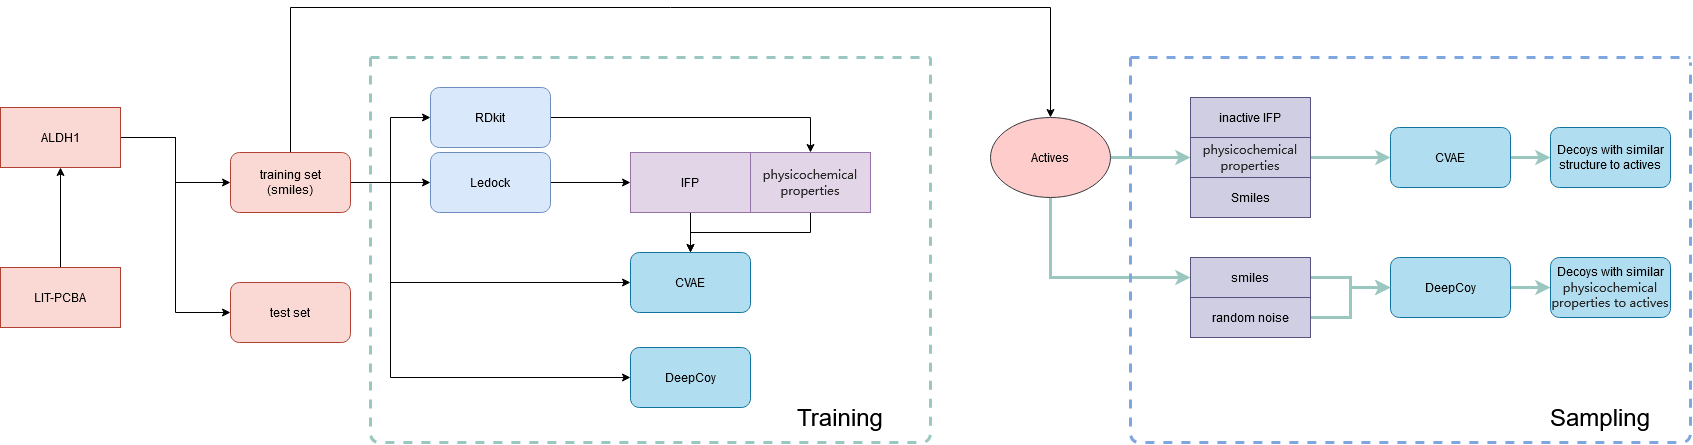 ALDH1
LIT-PCBA
training set
(smiles)
test set
RDkit
Ledock
IFP
physicochemical
properties
CVAE
DeepCoy
Training
Actives
inactive IFP
physicochemical
properties
Smiles
CVAE
Decoys with similar
structure to actives
smiles
random noise
DeepCoy
Decoys with similar
physicochemical
properties to actives
Sampling